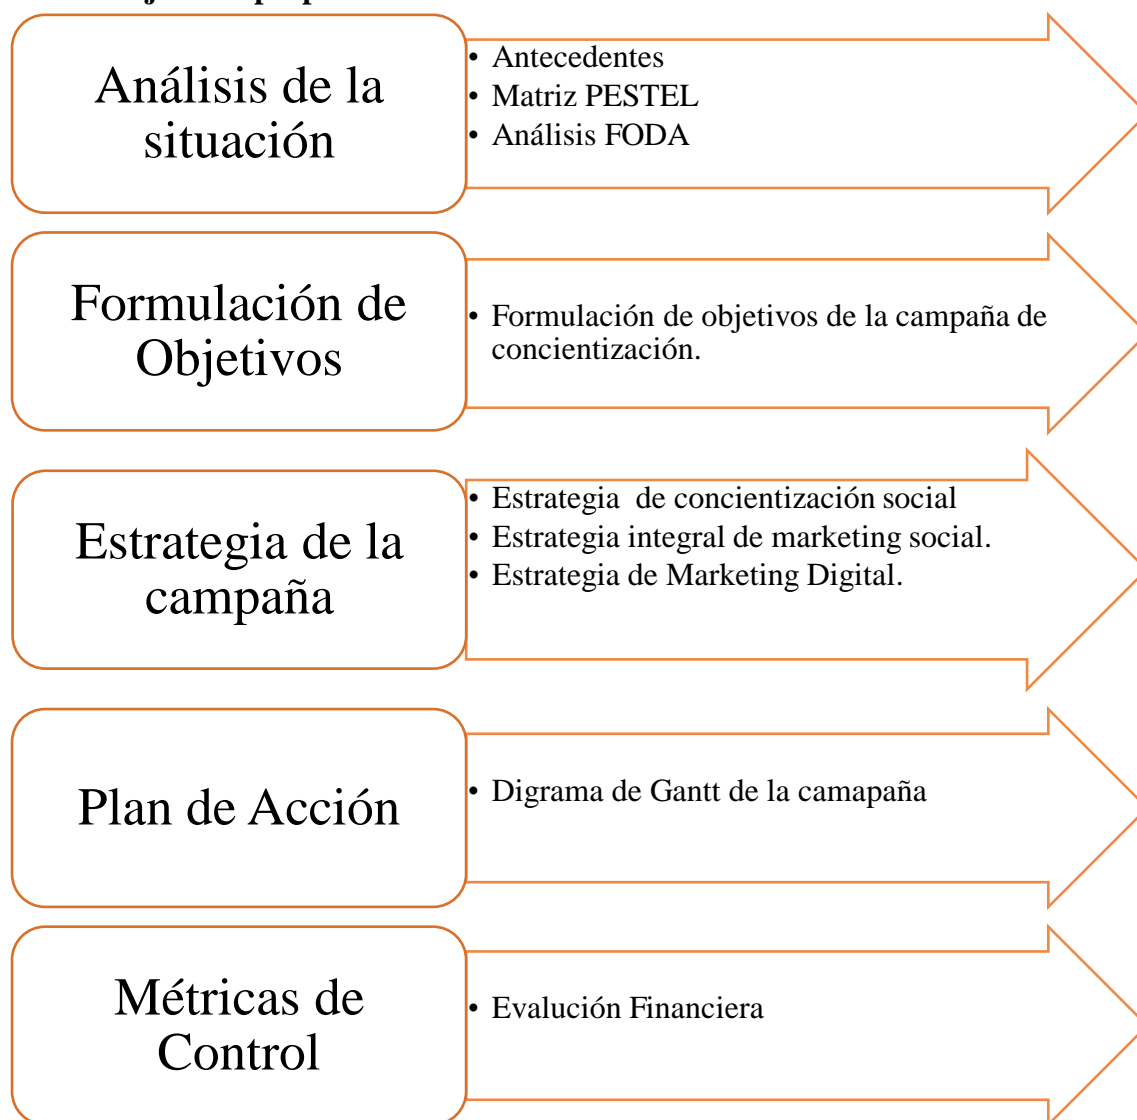 Análisis de la
situación
• Antecedentes
• Matriz PESTEL
• Análisis FODA
Formulación de
Objetivos
• Formulación de objetivos de la campaña de
concientización.
Estrategia de la
campaña
• Estrategia de concientización social
• Estrategia integral de marketing social.
• Estrategia de Marketing Digital.
Plan de Acción
• Digrama de Gantt de la camapaña
Métricas de
Control
• Evalución Financiera